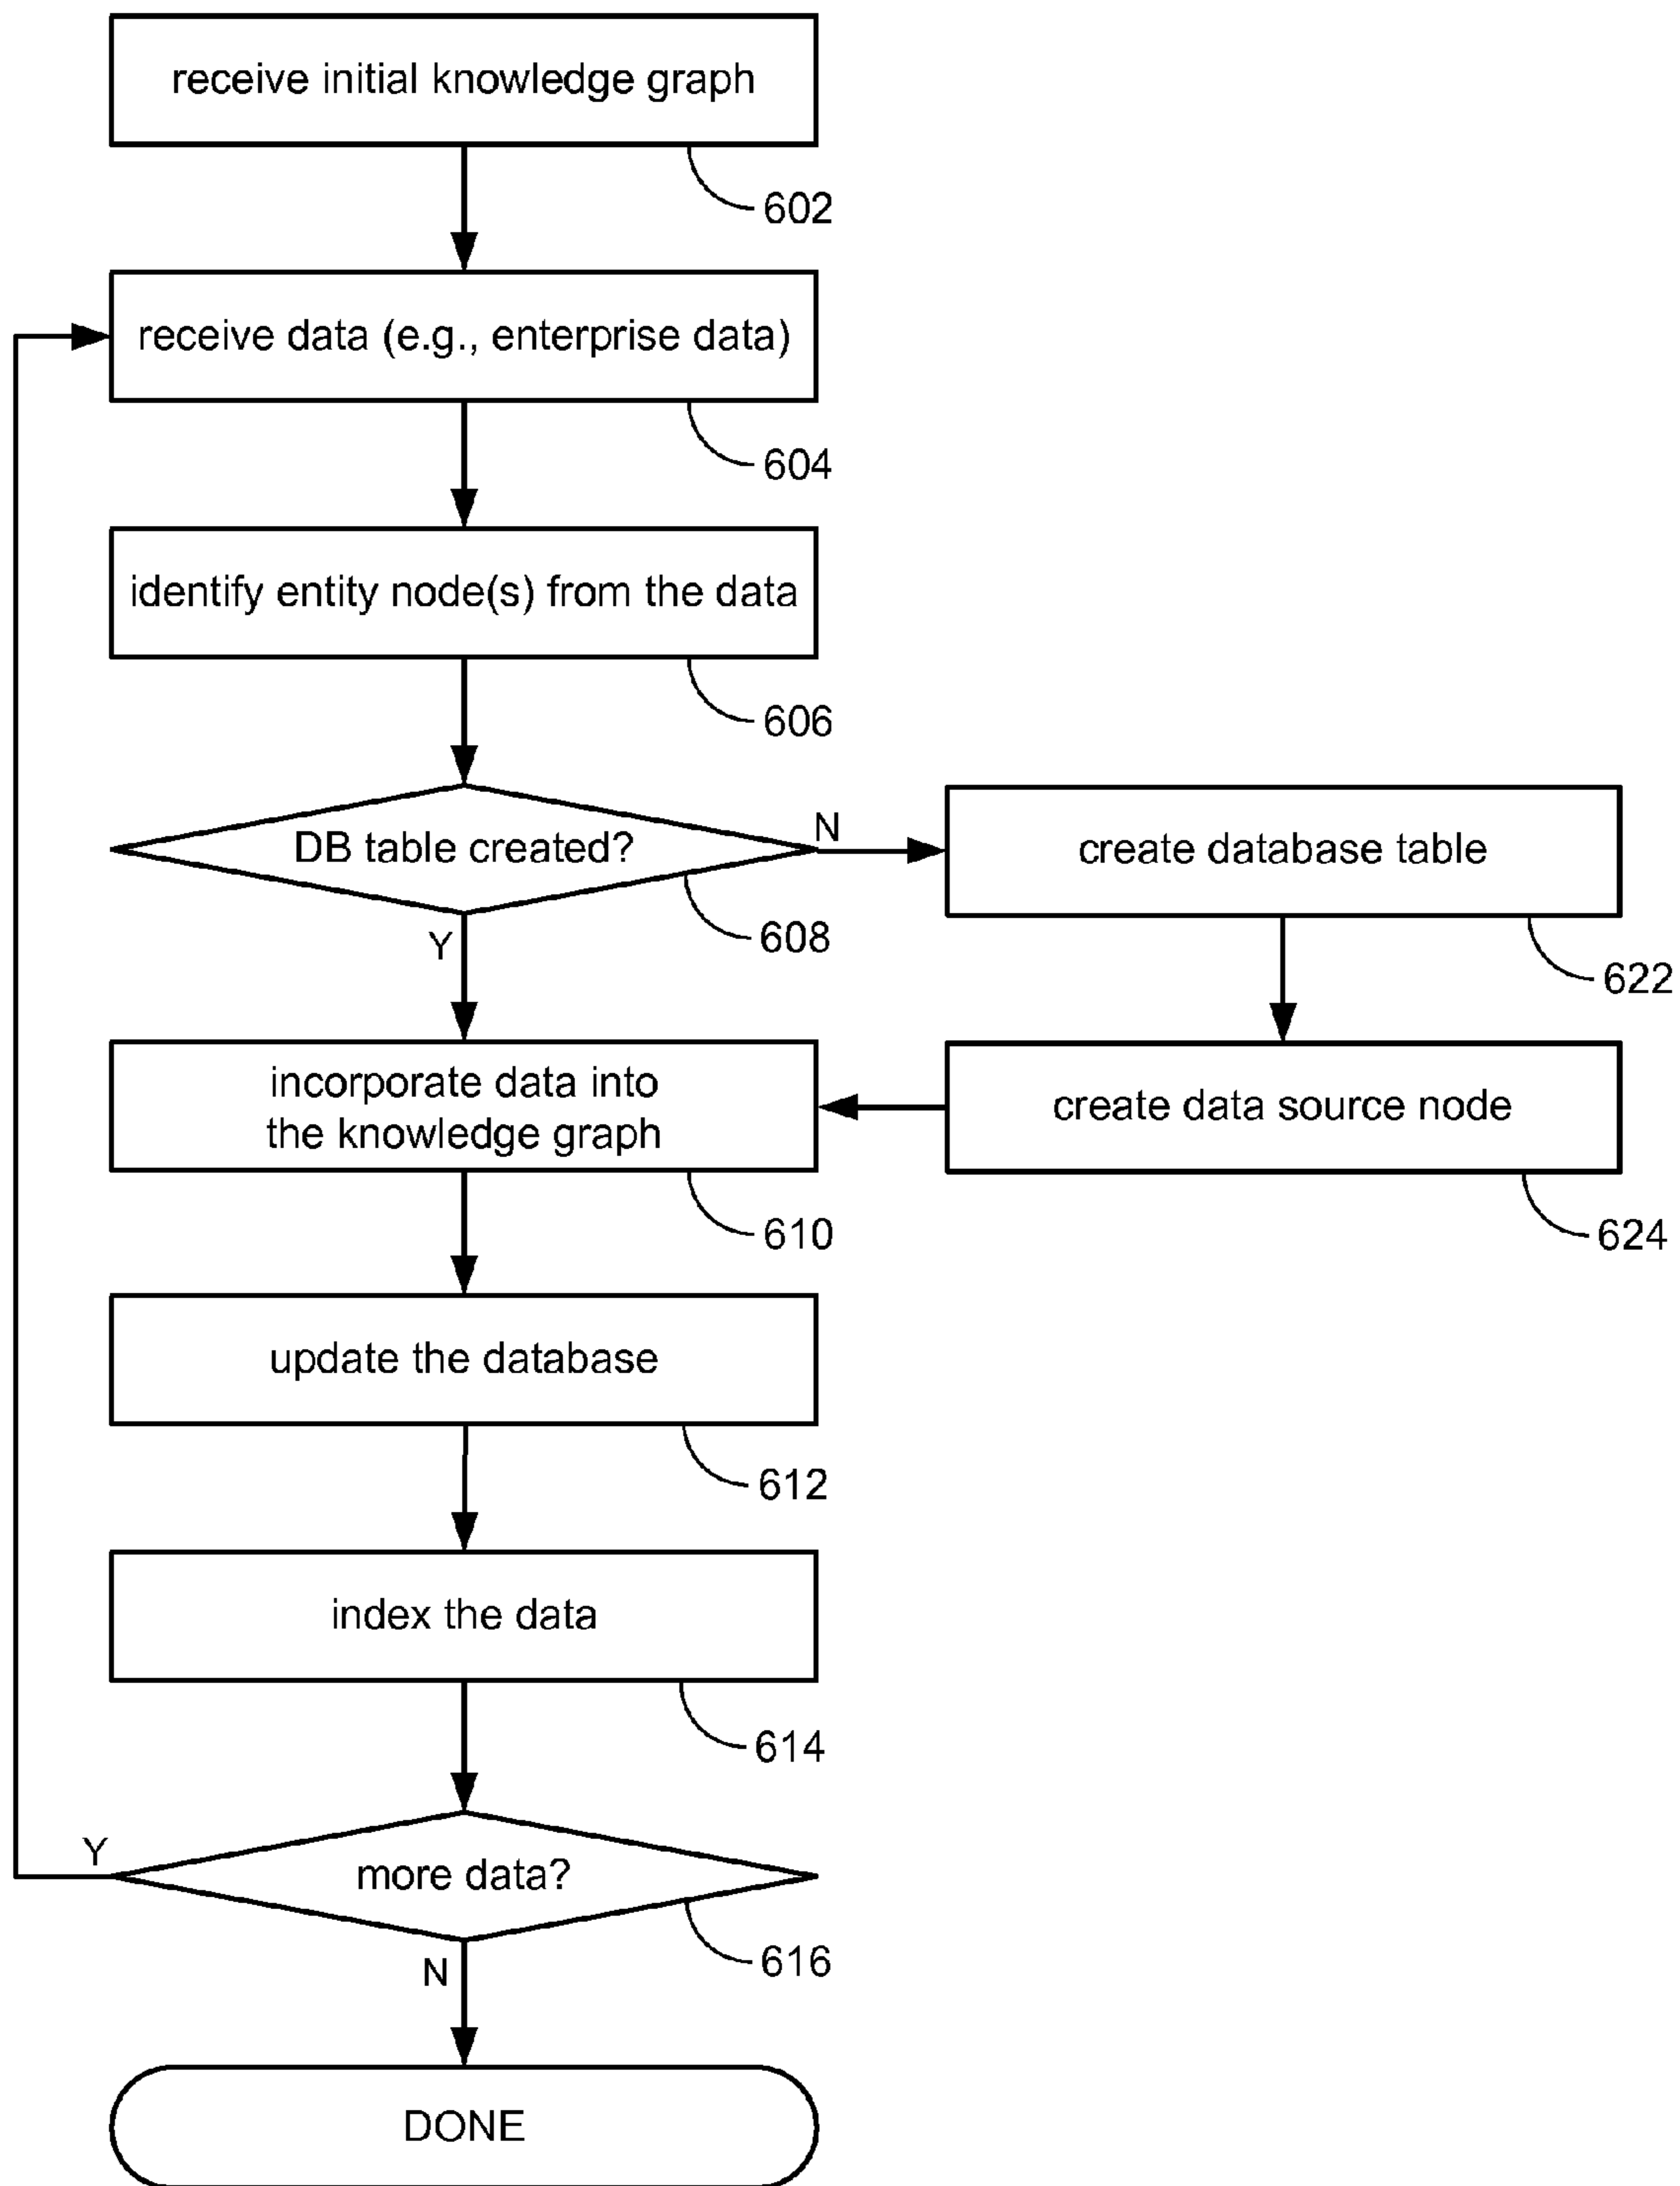 receive initial knowledge graph
602
receive data (e.g., enterprise data)
604
identify entity node(s) from the data
606
DB table created?
N
create database table
608
Y
622
incorporate data into
the knowledge graph
create data source node
610
624
update the database
612
index the data
614
Y
more data?
616
N
DONE